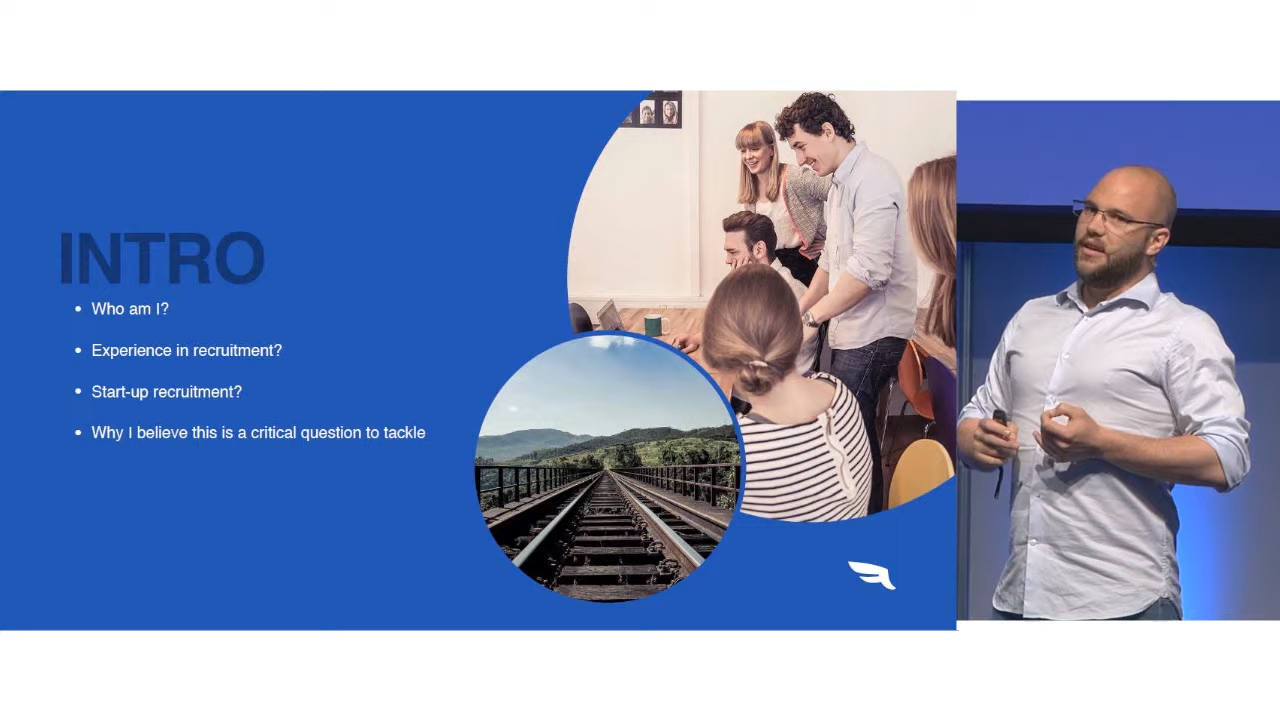 INTRO
• Who am I?
• Experience in recruitment?
• Start-up recruitment?
• Why I believe this is a critical question to tackle